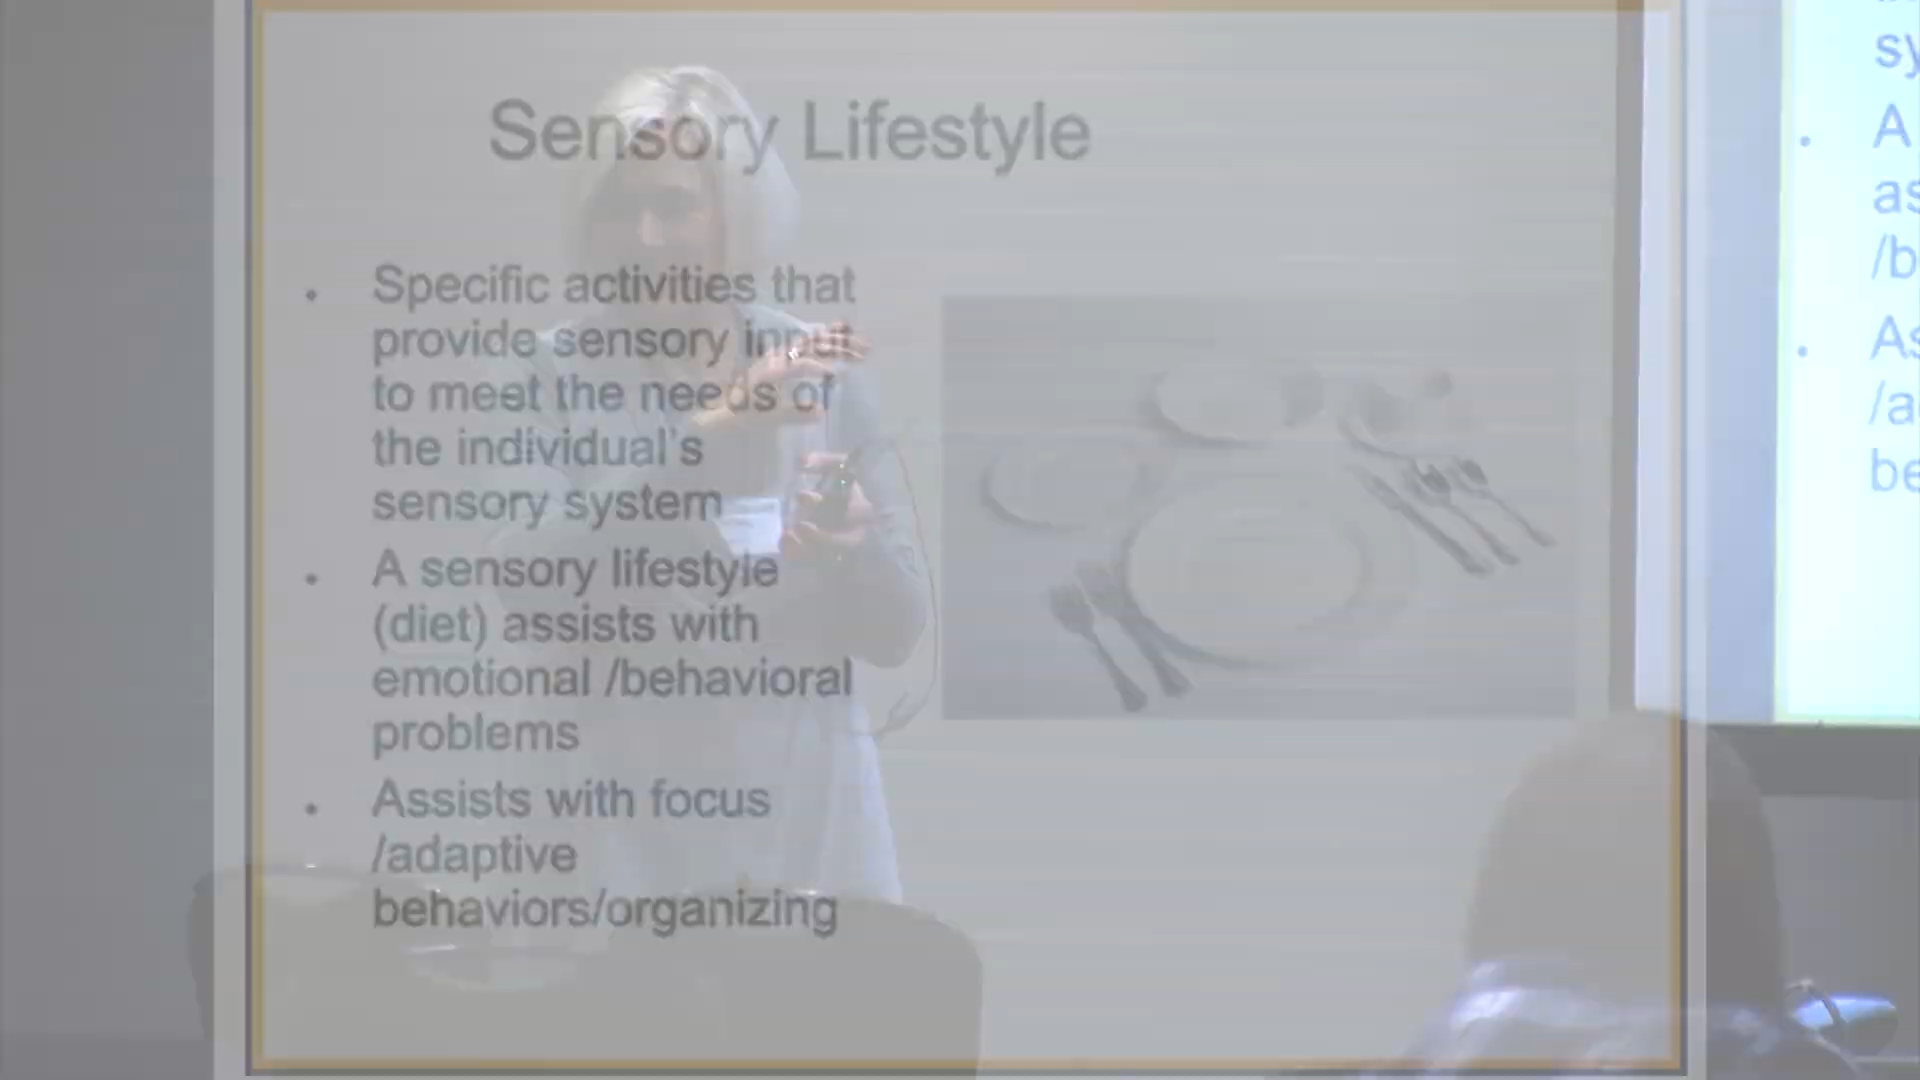 Sensory Lifestyle
• Specific activities that
provide sensory input
to meet the needs of
the individual's
sensory system
• A sensory lifestyle
(diet) assists with
emotional /behavioral
problems
• Assists with focus
/adaptive
behaviors/organizing
sy
• A
as
/b
• As
/a
be